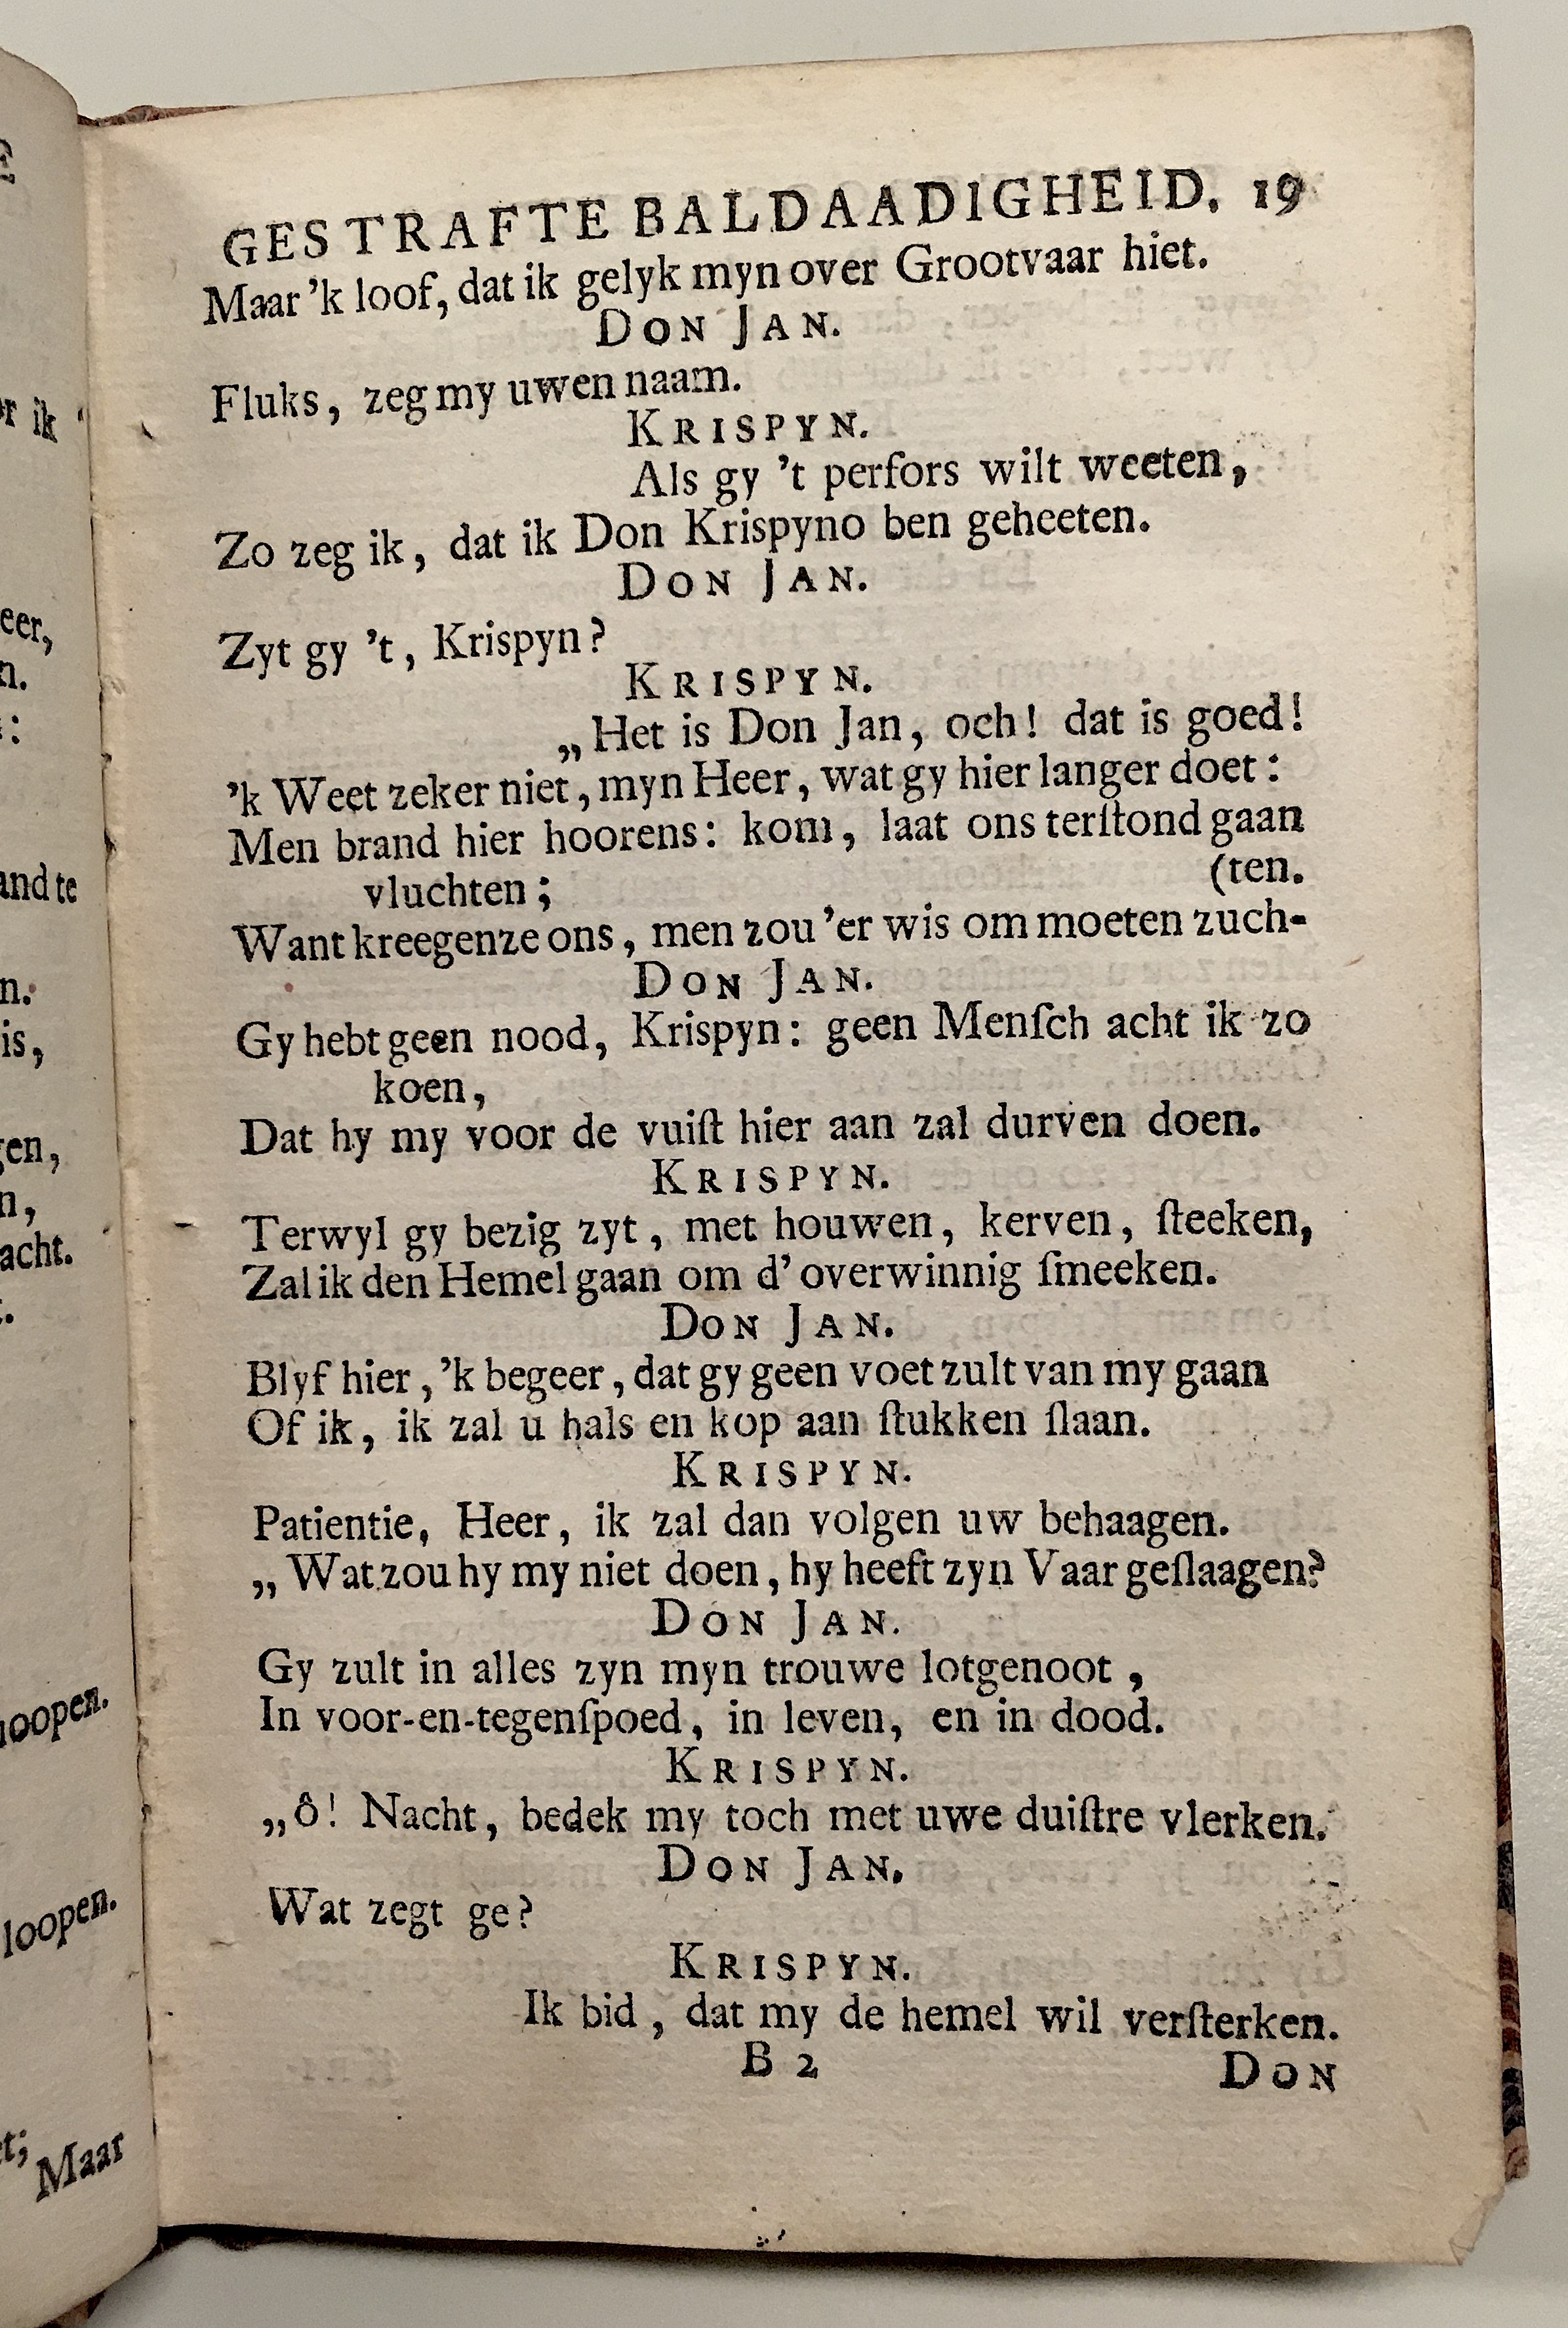 GESTRAFTE BALDAADIGHEID. 19
Maar 'k loof, dat ik gelyk myn over Grootvaar hiet.
DON JAN.
Fluks, zeg my uwen naam.
KRISPYN.
Als gy 't perfors wilt weeten,
Zo zeg ik, dat ik Don Krispyno ben geheeten.
DON JAN.
Zyt gy 't, Krispyn?
KRISPYN.
„Het is Don Jan, och! dat is goed!
'k Weet zeker niet, myn Heer, wat gy hier langer doet:
Men brand hier hoorens: kom, laat ons terſtond gaan
vluchten; (ten.
Want kreegenze ons, men zou 'er wis om moeten zuch-
DON JAN.
Gy hebt geen nood, Krispyn: geen Menſch acht ik zo
koen,
Dat hy my voor de vuiſt hier aan zal durven doen.
KRISPYN.
Terwyl gy bezig zyt, met houwen, kerven, ſteeken,
Zal ik den Hemel gaan om d' overwinnig ſmeeken.
DON JAN.
Blyf hier, 'k begeer, dat gy geen voet zult van my gaan
Of ik, ik zal u hals en kop aan ſtukken ſlaan.
KRISPYN.
Patientie, Heer, ik zal dan volgen uw behaagen.
„Wat zou hy my niet doen, hy heeft zyn Vaar geſlaagen?
DON JAN.
Gy zult in alles zyn myn trouwe lotgenoot,
In voor-en-tegenſpoed, in leven, en in dood.
KRISPYN.
„ô! Nacht, bedek my toch met uwe duiſtre vlerken.
DON JAN.
Wat zegt ge?
KRISPYN.
Ik bid, dat my de hemel wil verſterken.
B 2 DON
ik
eer,
and te
is,
acht.
loopen.
loopen.
Maar